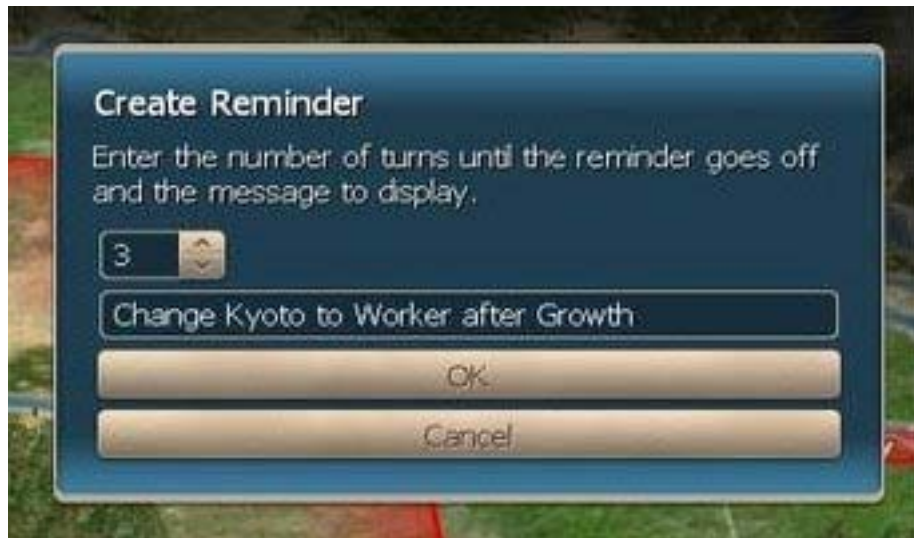 Create Reminder
Enter the number of turns until the reminder goes off
and the message to display.
3
Change Kyoto to Worker after Growth
OK
Cancel